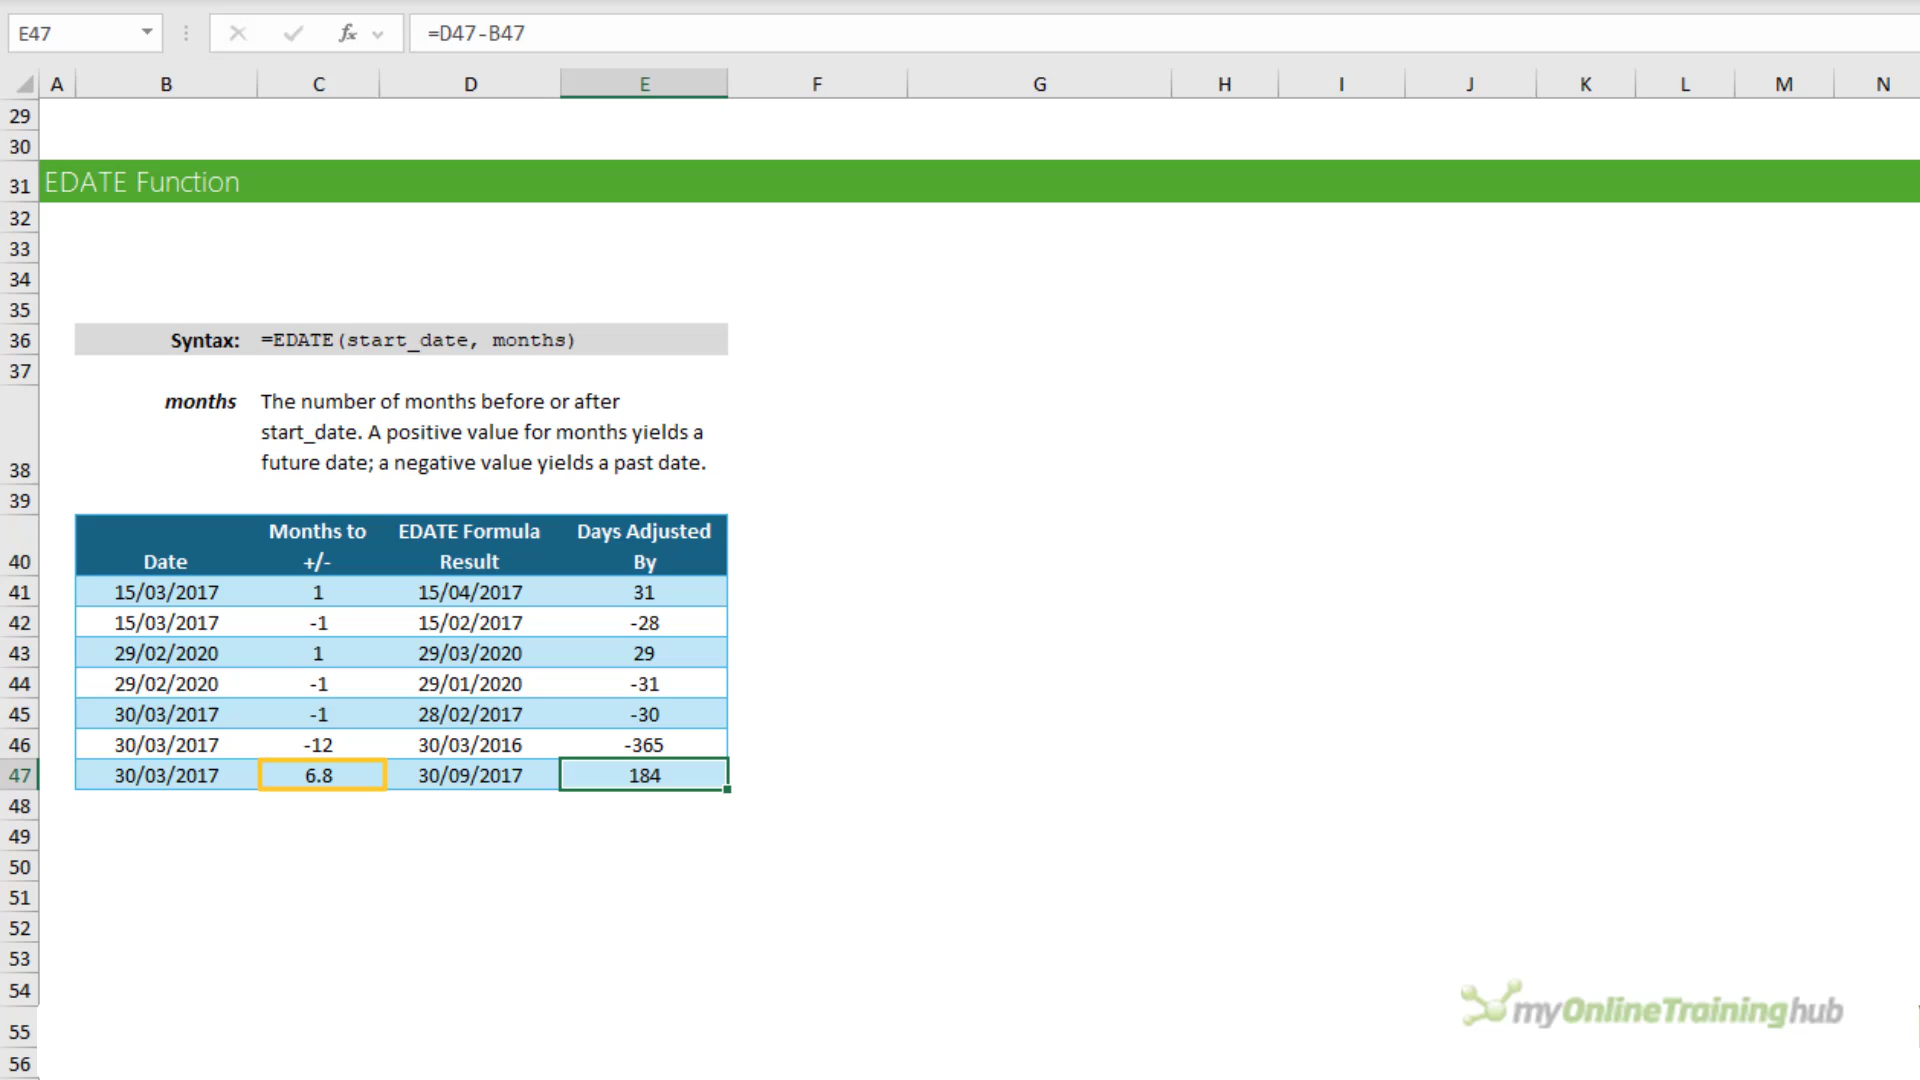 E47 fx =D47-B47
A B C D E F G H I J K L M N
29
30
31 EDATE Function
32
33
34
35
36 Syntax: =EDATE(start_date, months)
37
months The number of months before or after
start_date. A positive value for months yields a
38 future date; a negative value yields a past date.
39
Months to EDATE Formula Days Adjusted
40 Date +/- Result By
41 15/03/2017 1 15/04/2017 31
42 15/03/2017 -1 15/02/2017 -28
43 29/02/2020 1 29/03/2020 29
44 29/02/2020 -1 29/01/2020 -31
45 30/03/2017 -1 28/02/2017 -30
46 30/03/2017 -12 30/03/2016 -365
47 30/03/2017 6.8 30/09/2017 184
48
49
50
51
52
53
54
myOnlineTraininghub
55
56